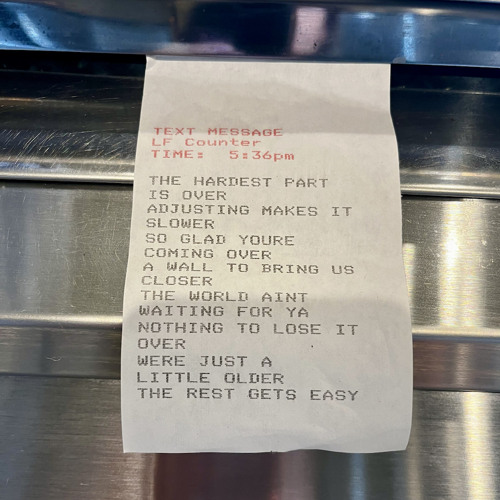 TEXT MESSAGE
LF Counter
TIME: 5:36pm
THE HARDEST PART
IS OVER
ADJUSTING MAKES IT
SLOWER
SO GLAD YOURE
COMING OVER
A WALL TO BRING US
CLOSER
THE WORLD AINT
WAITING FOR YA
NOTHING TO LOSE IT
OVER
WERE JUST A
LITTLE OLDER
THE REST GETS EASY